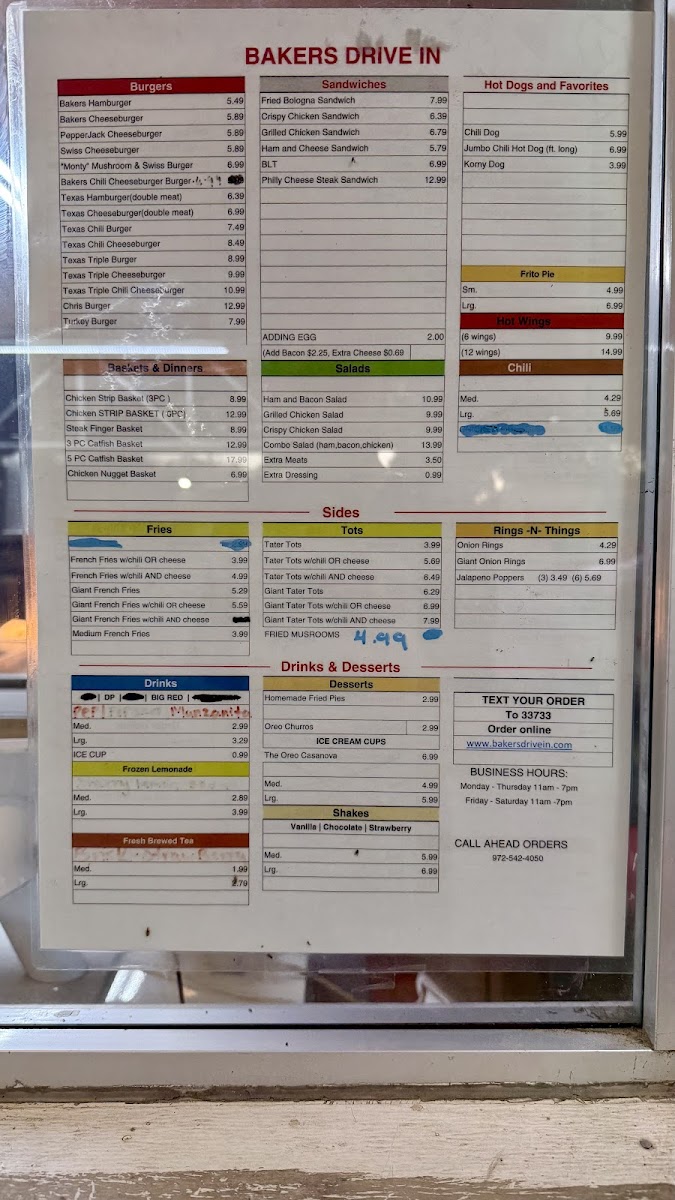 BAKERS DRIVE IN
Burgers
Bakers Hamburger 5.49
Bakers Cheeseburger 5.89
PepperJack Cheeseburger 5.89
Swiss Cheeseburger 5.89
"Monty" Mushroom & Swiss Burger 6.99
Bakers Chili Cheeseburger Burger
Texas Hamburger(double meat) 6.39
Texas Cheeseburger(double meat) 6.99
Texas Chili Burger 7.49
Texas Chili Cheeseburger 8.49
Texas Triple Burger 8.99
Texas Triple Cheeseburger 9.99
Texas Triple Chili Cheeseburger 10.99
Chris Burger 12.99
Turkey Burger 7.99
Sandwiches
Fried Bologna Sandwich 7.99
Crispy Chicken Sandwich 6.39
Grilled Chicken Sandwich 6.79
Ham and Cheese Sandwich 5.79
BLT 6.99
Philly Cheese Steak Sandwich 12.99
ADDING EGG 2.00
(Add Bacon $2.25, Extra Cheese $0.69
Hot Dogs and Favorites
Chili Dog 5.99
Jumbo Chili Hot Dog (ft. long) 6.99
Korny Dog 3.99
Frito Pie
Sm. 4.99
Lrg. 6.99
Hot Wings
(6 wings) 9.99
(12 wings) 14.99
Chili
Med. 4.29
Lrg. 5.69
Baskets & Dinners
Chicken Strip Basket (3PC ) 8.99
Chicken STRIP BASKET ( 5PC) 12.99
Steak Finger Basket 8.99
3 PC Catfish Basket 12.99
5 PC Catfish Basket 17.99
Chicken Nugget Basket 6.99
Salads
Ham and Bacon Salad 10.99
Grilled Chicken Salad 9.99
Crispy Chicken Salad 9.99
Combo Salad (ham,bacon,chicken) 13.99
Extra Meats 3.50
Extra Dressing 0.99
Sides
Fries
French Fries w/chili OR cheese 3.99
French Fries w/chili AND cheese 4.99
Giant French Fries 5.29
Giant French Fries w/chili OR cheese 5.59
Giant French Fries w/chili AND cheese
Medium French Fries 3.99
Tots
Tater Tots 3.99
Tater Tots w/chili OR cheese 5.69
Tater Tots w/chili AND cheese 6.49
Giant Tater Tots 6.29
Giant Tater Tots w/chili OR cheese 6.99
Giant Tater Tots w/chili AND cheese 7.99
FRIED MUSROOMS 4.99
Rings -N- Things
Onion Rings 4.29
Giant Onion Rings 6.99
Jalapeno Poppers (3) 3.49 (6) 5.69
Drinks & Desserts
Drinks
| DP | BIG RED |
Manzanita
Med. 2.99
Lrg. 3.29
ICE CUP 0.99
Frozen Lemonade
Med. 2.89
Lrg. 3.99
Fresh Brewed Tea
Med. 1.99
Lrg. 2.79
Desserts
Homemade Fried Pies 2.99
Oreo Churros 2.99
ICE CREAM CUPS
The Oreo Casanova 6.99
Med. 4.99
Lrg. 5.99
Shakes
Vanilla | Chocolate | Strawberry
Med. 5.99
Lrg. 6.99
TEXT YOUR ORDER
To 33733
Order online
www.bakersdrivein.com
BUSINESS HOURS:
Monday - Thursday 11am - 7pm
Friday - Saturday 11am -7pm
CALL AHEAD ORDERS
972-542-4050